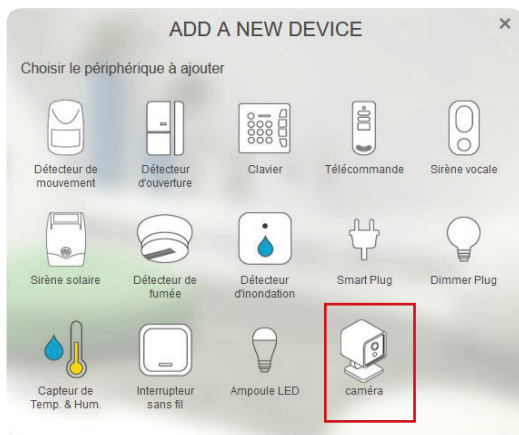 ADD A NEW DEVICE
×
Choisir le périphérique à ajouter
Détecteur de
mouvement
Détecteur
d'ouverture
Clavier
Télécommande
Sirène vocale
Sirène solaire
Détecteur de
fumée
Détecteur
d'inondation
Smart Plug
Dimmer Plug
Capteur de
Temp. & Hum.
Interrupteur
sans fil
Ampoule LED
caméra